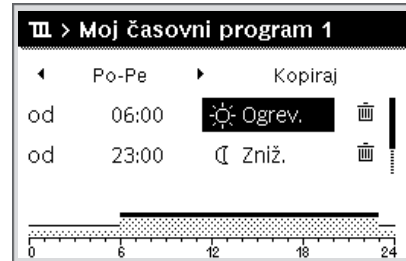 > Moj časovni program 1
Po-Pe Kopiraj
od 06:00 Ogrev.
od 23:00 Zniž.
0 6 12 18 24